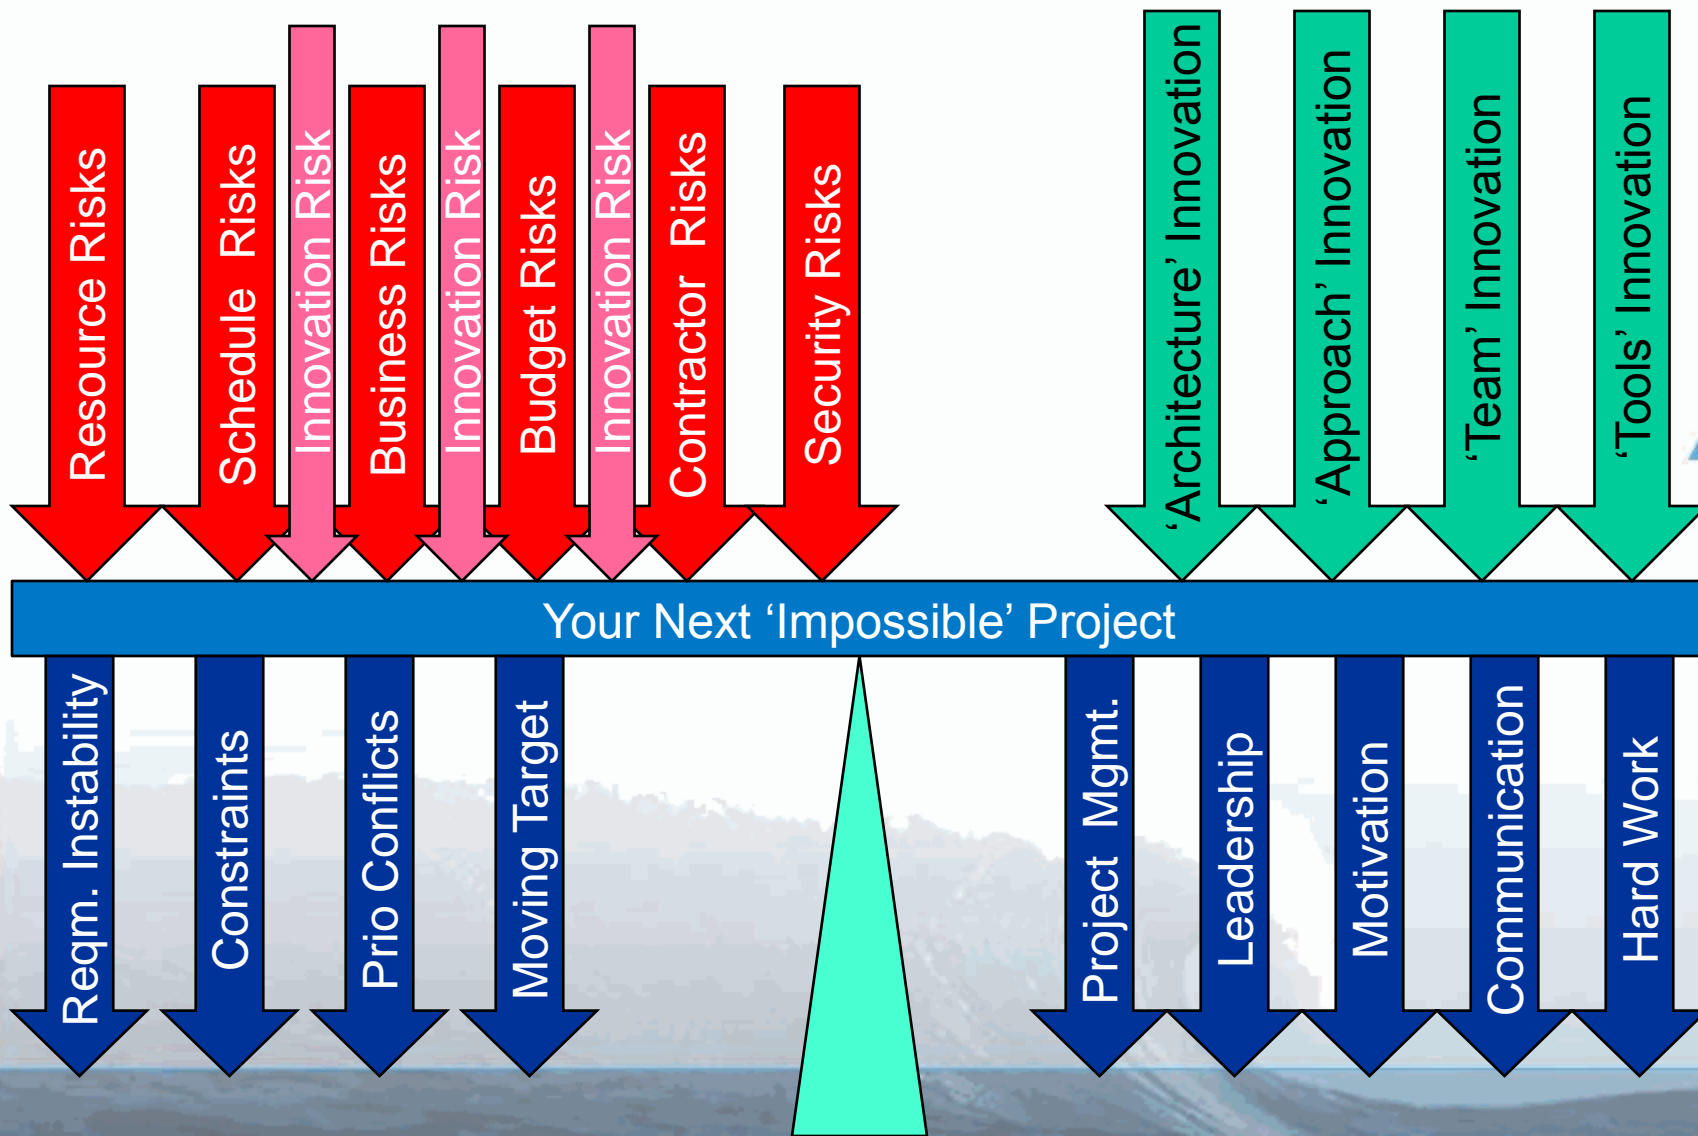 Resource Risks
Schedule Risks
Innovation Risk
Business Risks
Innovation Risk
Budget Risks
Innovation Risk
Contractor Risks
Security Risks
‘Architecture’ Innovation
‘Approach’ Innovation
‘Team’ Innovation
‘Tools’ Innovation
Your Next ‘Impossible’ Project
Reqm. Instability
Constraints
Prio Conflicts
Moving Target
Project Mgmt.
Leadership
Motivation
Communication
Hard Work